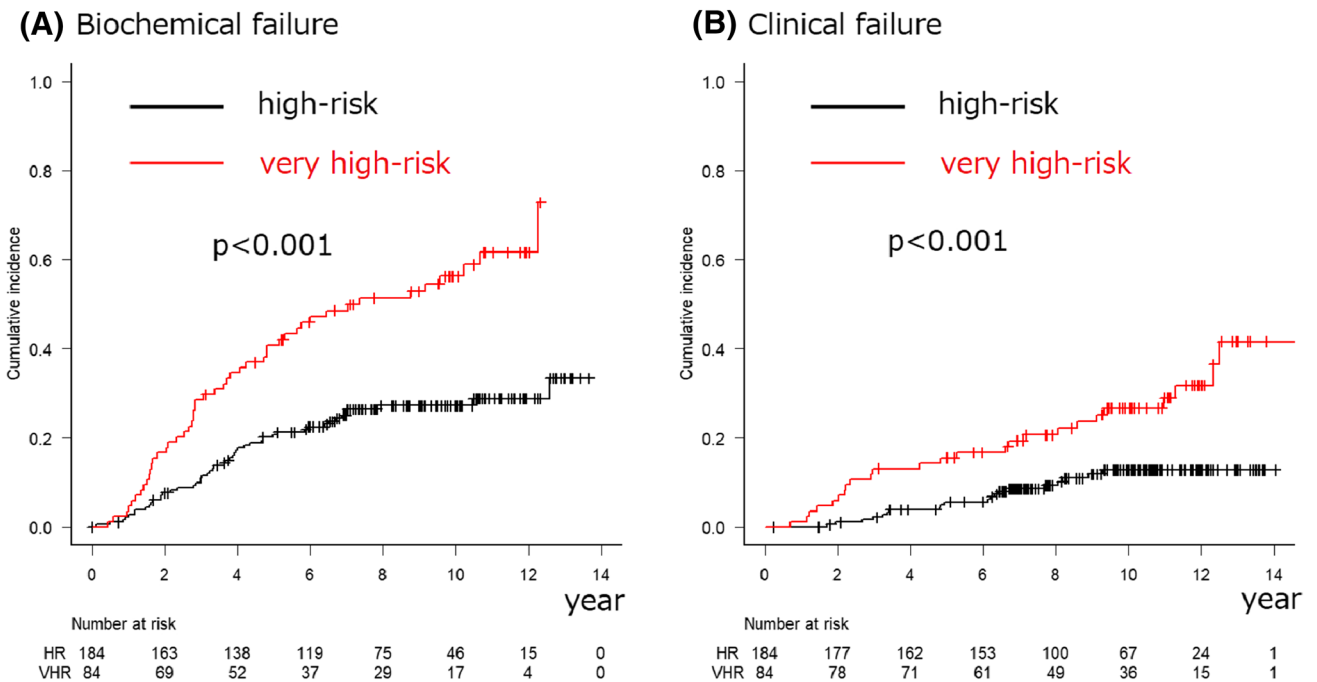 (A) Biochemical failure
1.0
0.8
0.6
0.4
0.2
0.0
Cumulative incidence
high-risk
very high-risk
p<0.001
0 2 4 6 8 10 12 14
year
Number at risk
HR 184 163 138 119 75 46 15 0
VHR 84 69 52 37 29 17 4 0
(B) Clinical failure
1.0
0.8
0.6
0.4
0.2
0.0
Cumulative incidence
high-risk
very high-risk
p<0.001
0 2 4 6 8 10 12 14
year
Number at risk
HR 184 177 162 153 100 67 24 1
VHR 84 78 71 61 49 36 15 1